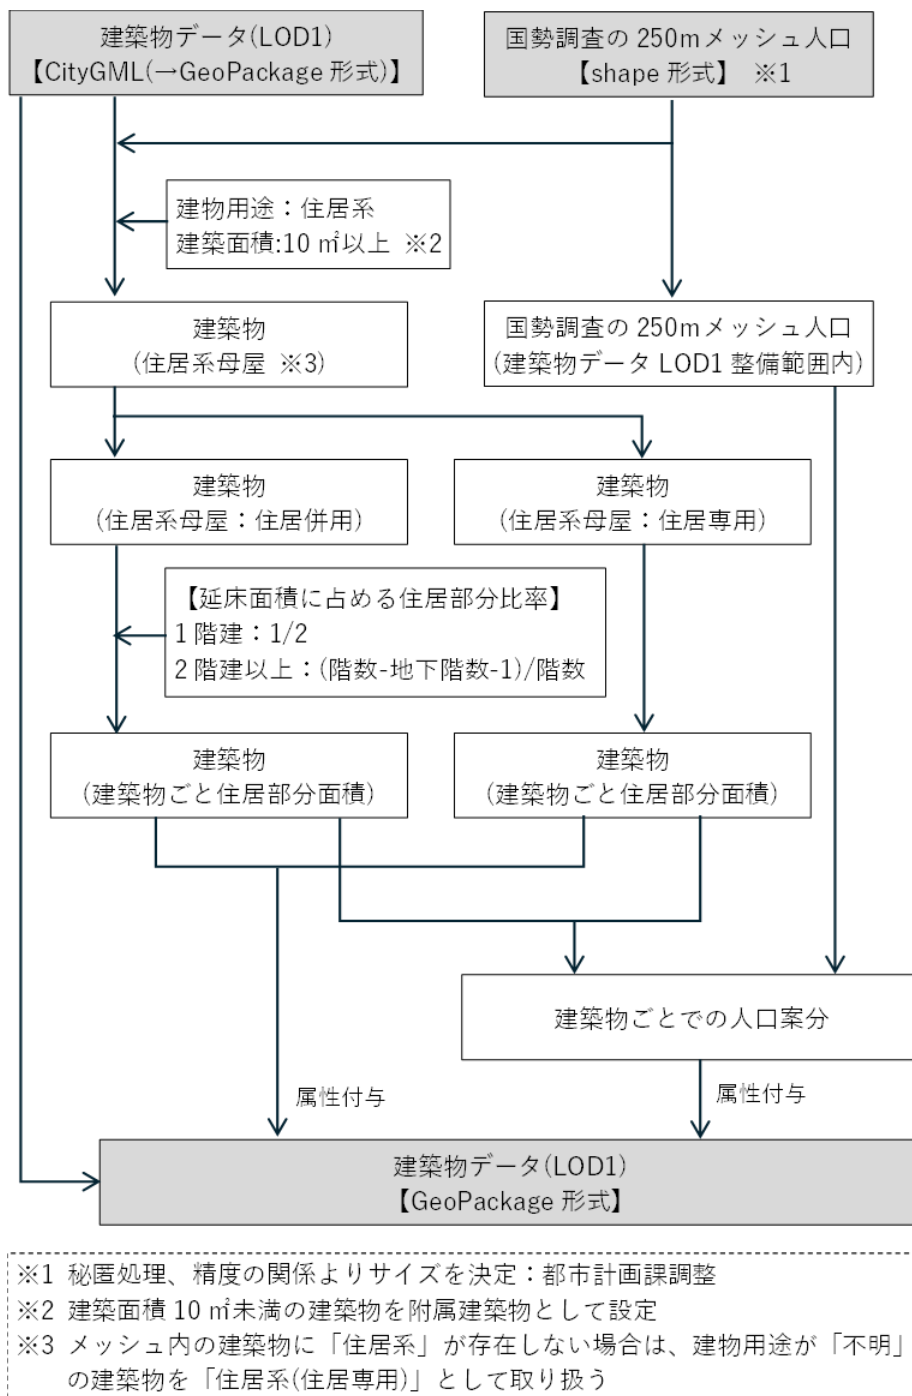 建築物データ(LOD1)
【CityGML(→GeoPackage 形式)】
国勢調査の 250mメッシュ人口
【shape 形式】 ※1
建物用途：住居系
建築面積:10 ㎡以上 ※2
建築物
(住居系母屋 ※3)
国勢調査の 250mメッシュ人口
(建築物データ LOD1 整備範囲内)
建築物
(住居系母屋：住居併用)
建築物
(住居系母屋：住居専用)
【延床面積に占める住居部分比率】
1 階建：1/2
2 階建以上：(階数-地下階数-1)/階数
建築物
(建築物ごと住居部分面積)
建築物
(建築物ごと住居部分面積)
建築物ごとでの人口案分
属性付与
属性付与
建築物データ(LOD1)
【GeoPackage 形式】
※1 秘匿処理、精度の関係よりサイズを決定：都市計画課調整
※2 建築面積 10 ㎡未満の建築物を附属建築物として設定
※3 メッシュ内の建築物に「住居系」が存在しない場合は、建物用途が「不明」
の建築物を「住居系(住居専用)」として取り扱う